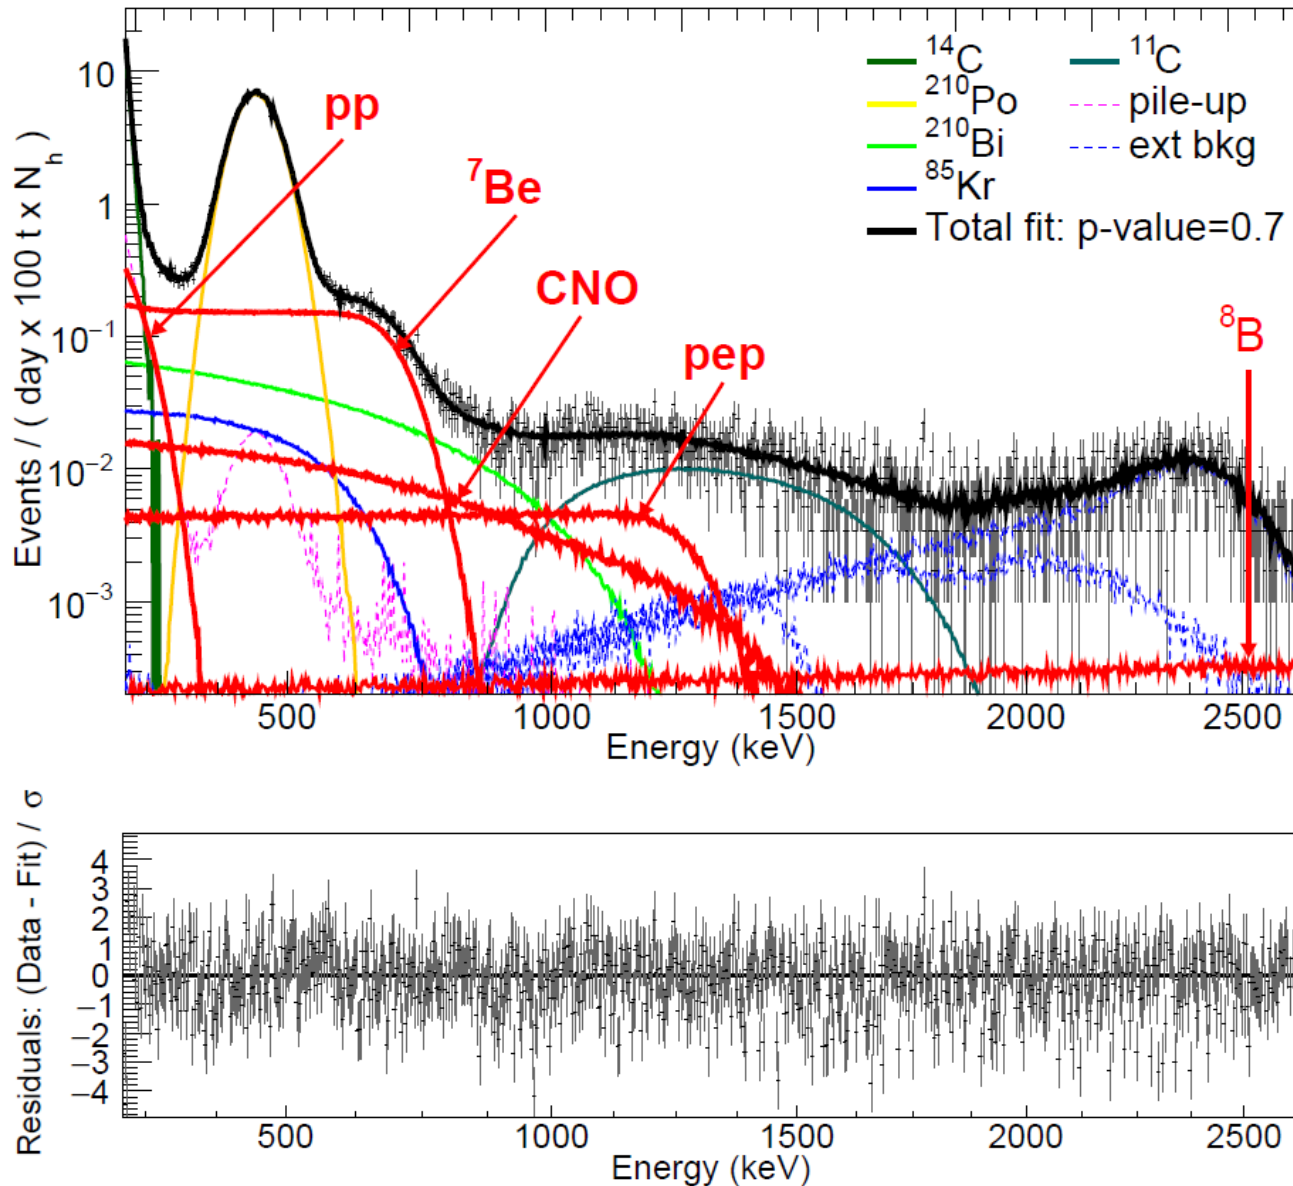 ¹⁴C
²¹⁰Po
²¹⁰Bi
⁸⁵Kr
¹¹C
pile-up
ext bkg
Total fit: p-value=0.7
pp
⁷Be
CNO
pep
⁸B
Events / ( day x 100 t x N_h )
10
1
10⁻¹
10⁻²
10⁻³
500 1000 1500 2000 2500
Energy (keV)
Residuals: (Data - Fit) / σ
4
3
2
1
0
−1
−2
−3
−4
500 1000 1500 2000 2500
Energy (keV)